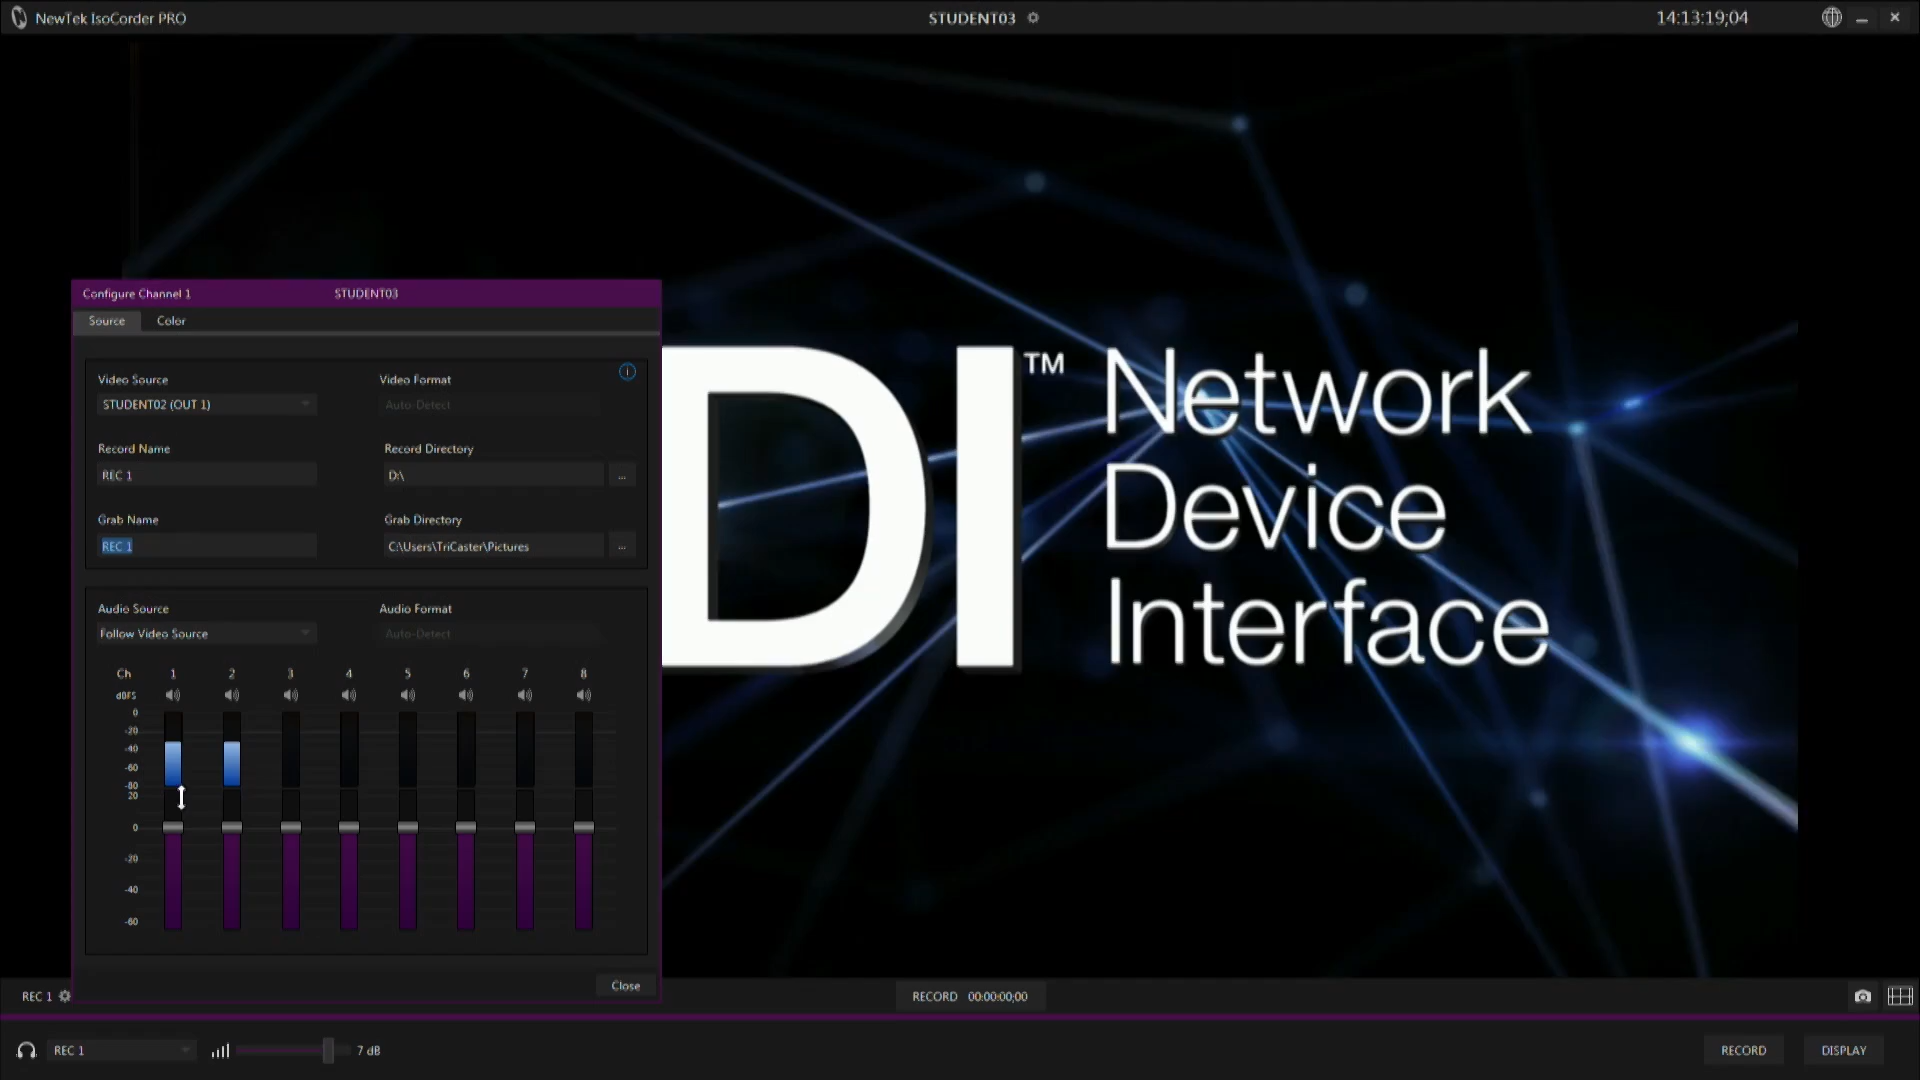 NewTek IsoCorder PRO
STUDENT03
14:13:19;04
Configure Channel 1
STUDENT03
Source
Color
Video Source
Video Format
STUDENT02 (OUT 1)
Auto-Detect
Record Name
Record Directory
REC 1
D:\
...
Grab Name
Grab Directory
REC 1
C:\Users\TriCaster\Pictures
...
Audio Source
Audio Format
Follow Video Source
Auto-Detect
Ch 1 2 3 4 5 6 7 8
dBFS
0
-20
-40
-60
-80
20
0
-20
-40
-60
Close
DI™
Network
Device
Interface
REC 1
RECORD 00:00:00;00
REC 1
7 dB
RECORD
DISPLAY